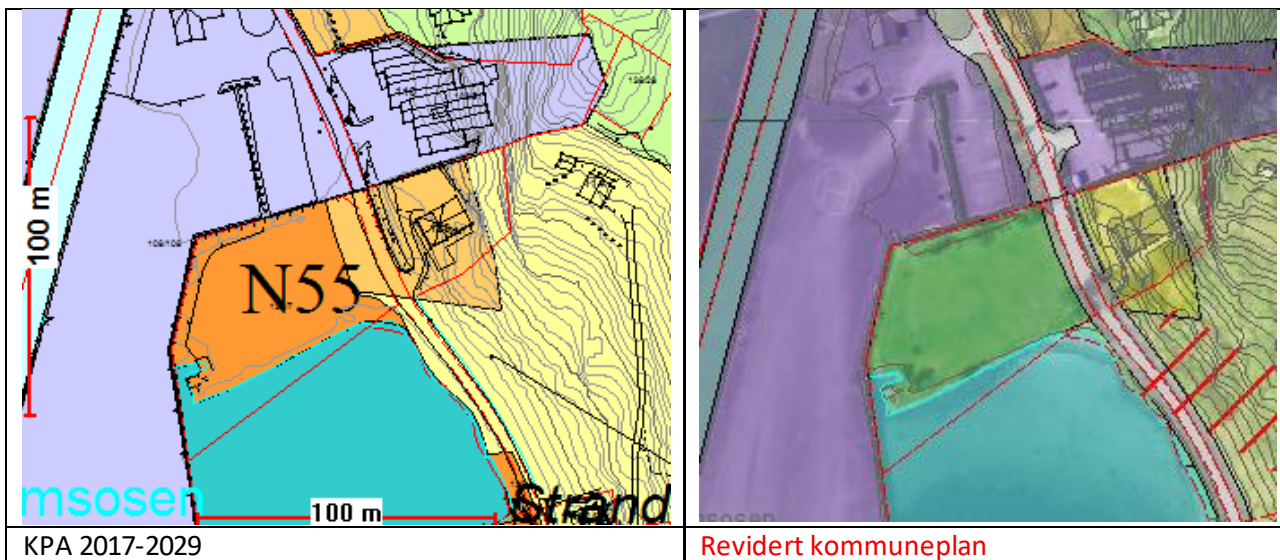 100 m
N55
msosen
100 m
Strand
KPA 2017-2029
Revidert kommuneplan